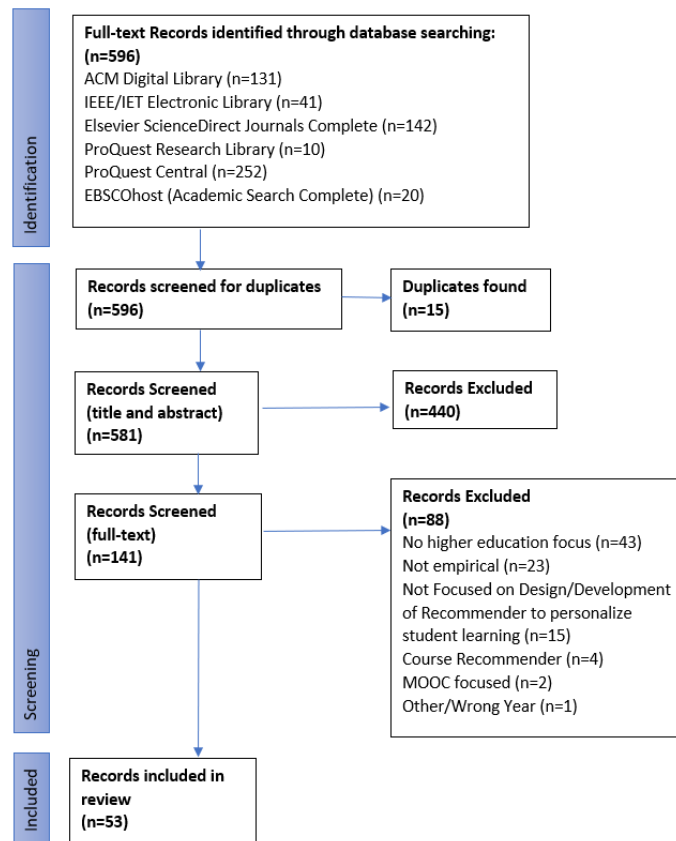 Identification
Full-text Records identified through database searching:
(n=596)
ACM Digital Library (n=131)
IEEE/IET Electronic Library (n=41)
Elsevier ScienceDirect Journals Complete (n=142)
ProQuest Research Library (n=10)
ProQuest Central (n=252)
EBSCOhost (Academic Search Complete) (n=20)
Screening
Records screened for duplicates
(n=596)
Duplicates found
(n=15)
Records Screened
(title and abstract)
(n=581)
Records Excluded
(n=440)
Records Screened
(full-text)
(n=141)
Records Excluded
(n=88)
No higher education focus (n=43)
Not empirical (n=23)
Not Focused on Design/Development
of Recommender to personalize
student learning (n=15)
Course Recommender (n=4)
MOOC focused (n=2)
Other/Wrong Year (n=1)
Included
Records included in
review
(n=53)